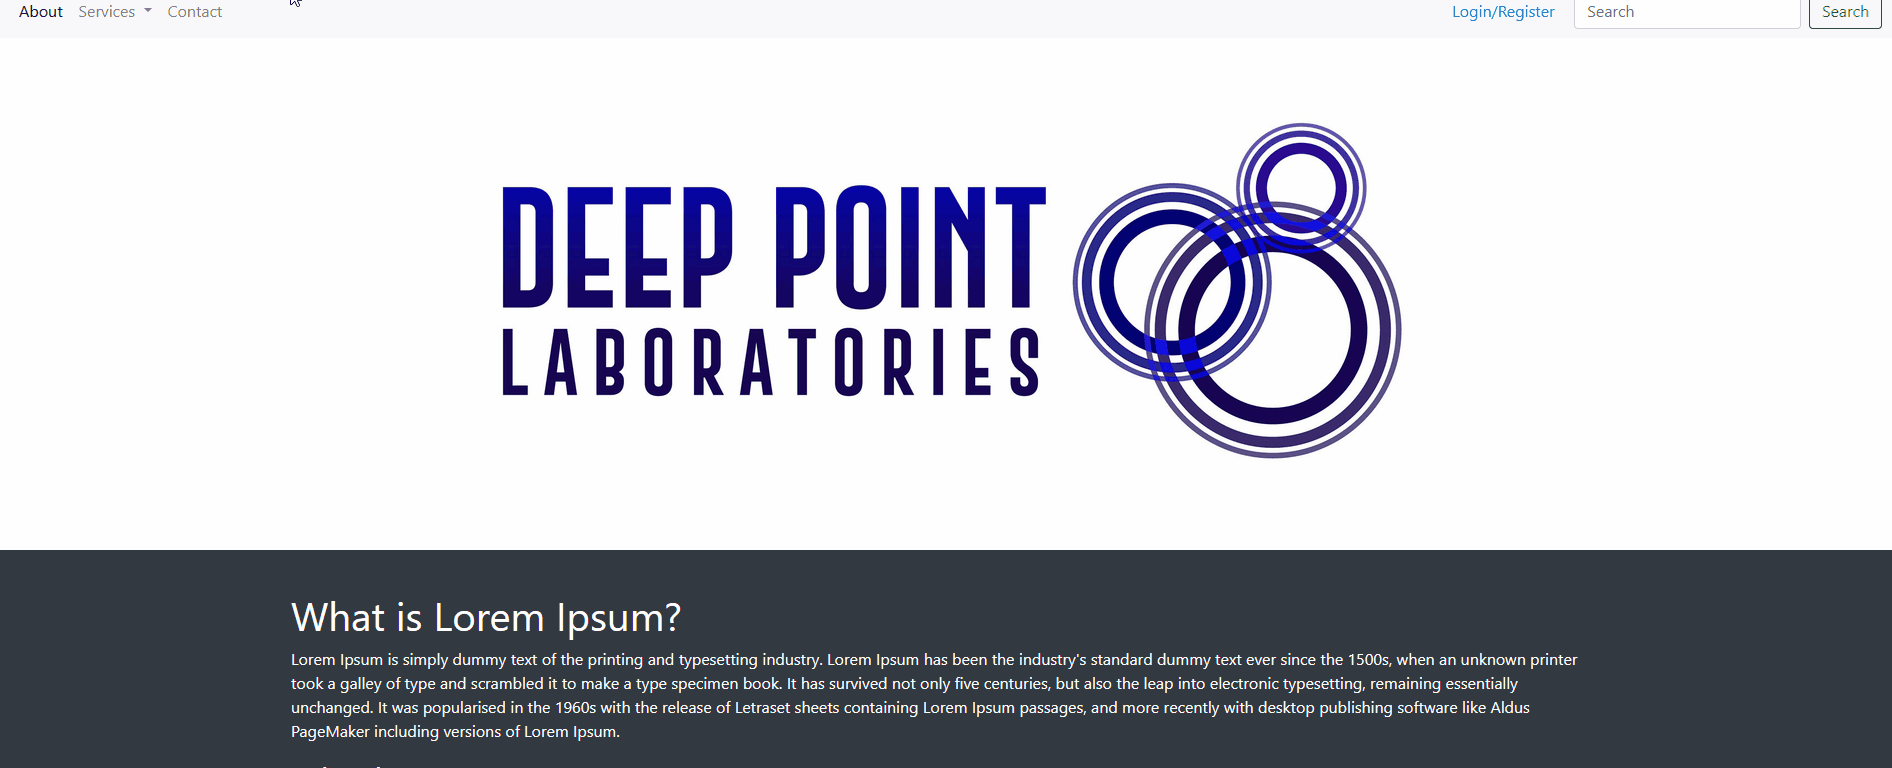 About Services Contact Login/Register Search Search
DEEP POINT
LABORATORIES
What is Lorem Ipsum?
Lorem Ipsum is simply dummy text of the printing and typesetting industry. Lorem Ipsum has been the industry's standard dummy text ever since the 1500s, when an unknown printer
took a galley of type and scrambled it to make a type specimen book. It has survived not only five centuries, but also the leap into electronic typesetting, remaining essentially
unchanged. It was popularised in the 1960s with the release of Letraset sheets containing Lorem Ipsum passages, and more recently with desktop publishing software like Aldus
PageMaker including versions of Lorem Ipsum.